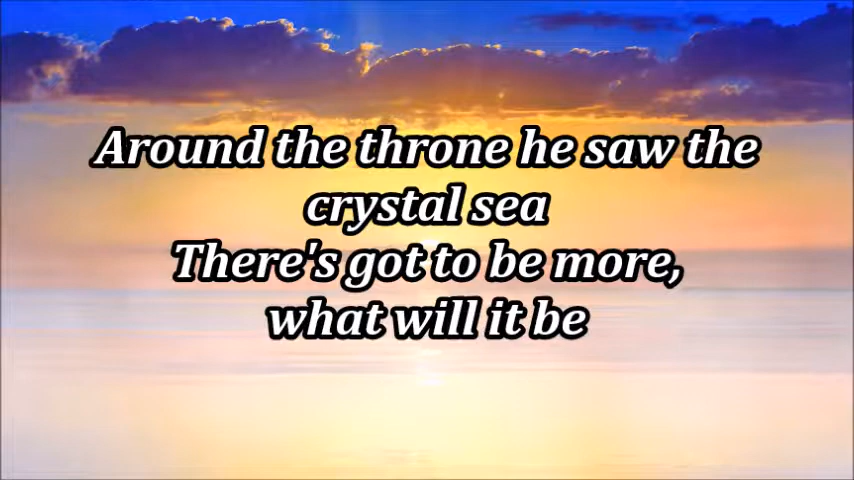 Around the throne he saw the
crystal sea
There's got to be more,
what will it be